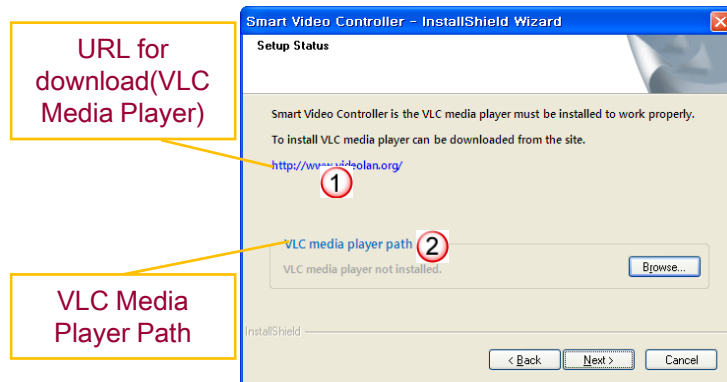 URL for
download(VLC
Media Player)
Smart Video Controller - InstallShield Wizard
Setup Status
Smart Video Controller is the VLC media player must be installed to work properly.
To install VLC media player can be downloaded from the site.
http://www.videolan.org/
1
VLC media player path
2
VLC media player not installed.
Browse...
VLC Media
Player Path
InstallShield
< Back
Next >
Cancel